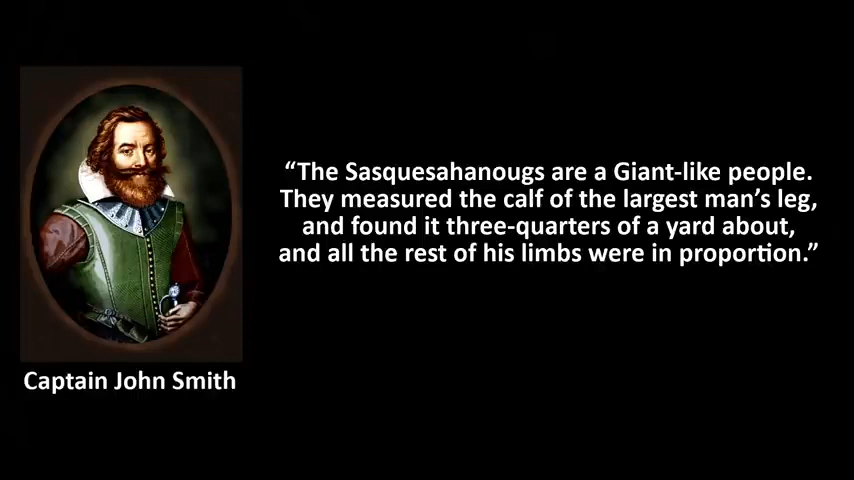 “The Sasquesahanougs are a Giant-like people.
They measured the calf of the largest man’s leg,
and found it three-quarters of a yard about,
and all the rest of his limbs were in proportion.”
Captain John Smith